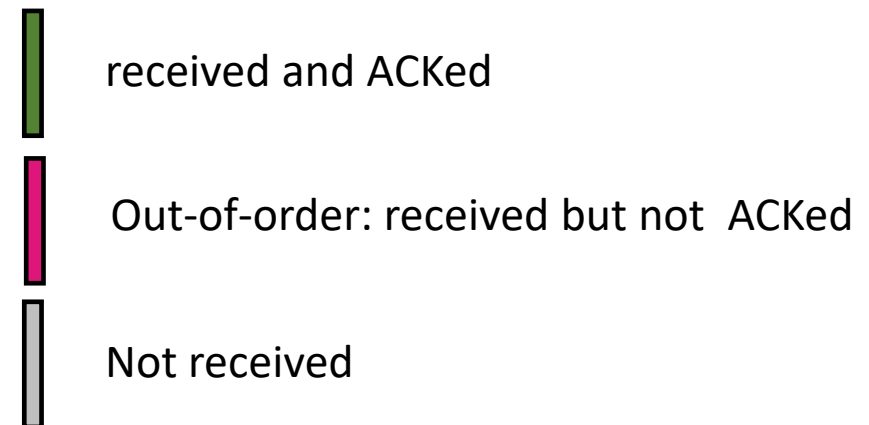 received and ACKed
Out-of-order: received but not ACKed
Not received